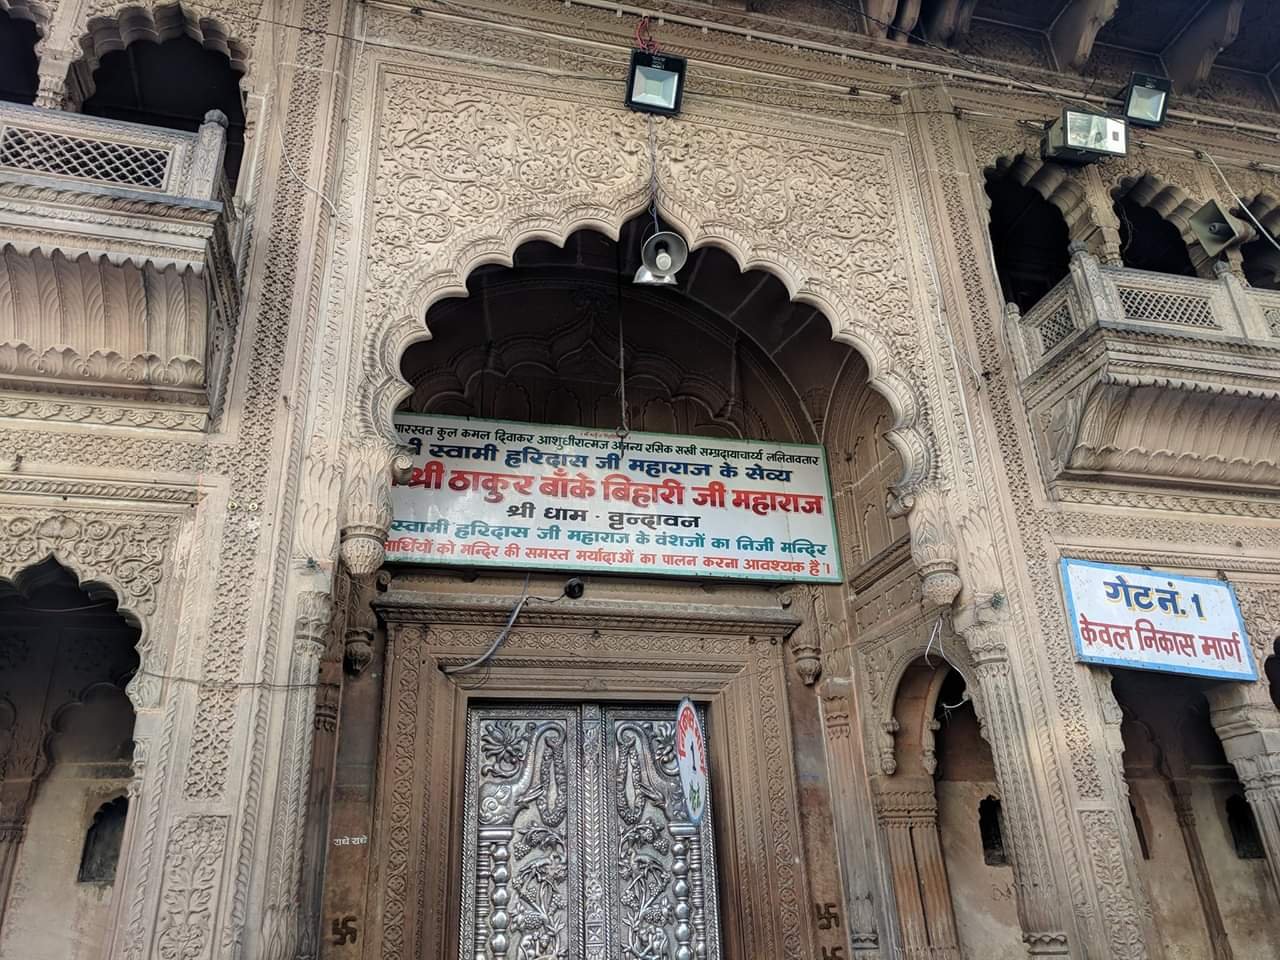 सारस्वत कुल कमल दिवाकर आशुधीरात्मज अनन्य रसिक सखी सम्प्रदायाचार्य्य ललितावतार
श्री स्वामी हरिदास जी महाराज के सेव्य
श्री ठाकुर बाँके बिहारी जी महाराज
श्री धाम - वृन्दावन
स्वामी हरिदास जी महाराज के वंशजों का निजी मन्दिर
को मन्दिर की समस्त मर्यादाओं का पालन करना आवश्यक है।
गेट नं. 1
केवल निकास मार्ग
1
राधे राधे